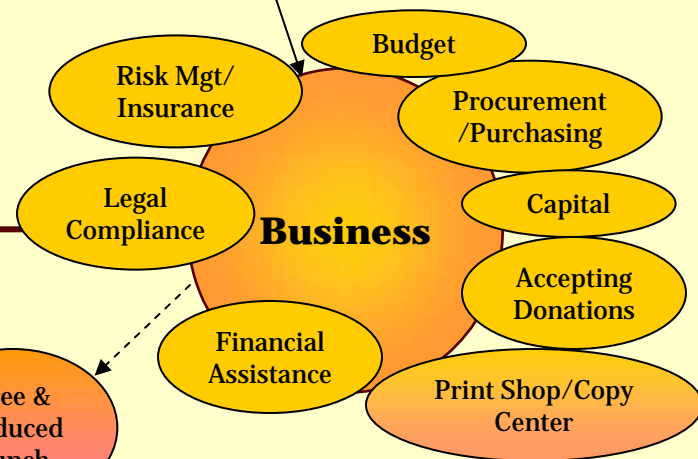 Budget
Risk Mgt/
Insurance
Procurement
/Purchasing
Legal
Compliance
Business
Capital
Accepting
Donations
Financial
Assistance
Print Shop/Copy
Center
&